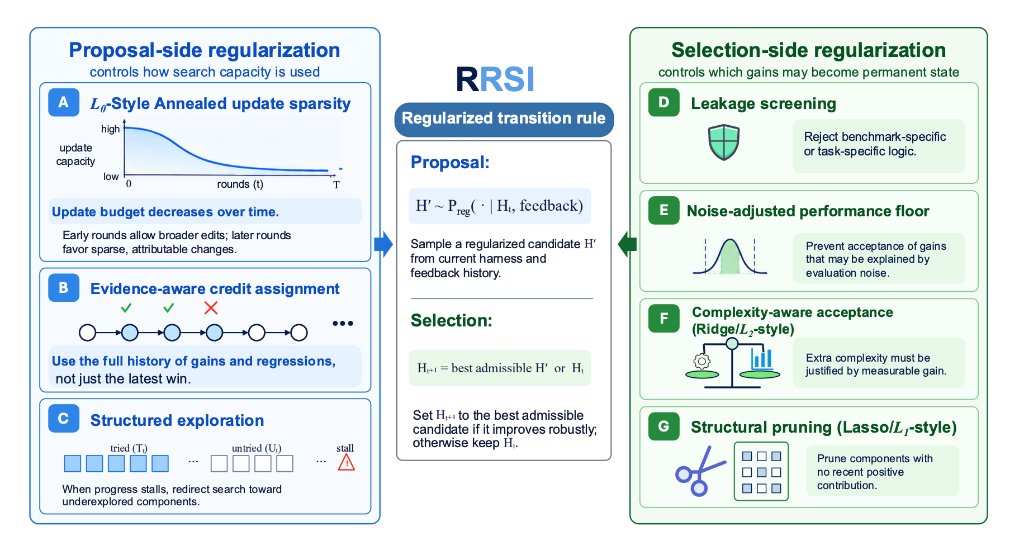 Proposal-side regularization
controls how search capacity is used
A
L₀-Style Annealed update sparsity
high
update
capacity
low
0
rounds (t)
T
Update budget decreases over time.
Early rounds allow broader edits; later rounds
favor sparse, attributable changes.
B
Evidence-aware credit assignment
•••
Use the full history of gains and regressions,
not just the latest win.
C
Structured exploration
tried (Tₜ)
untried (Uₜ)
stall
... ...
When progress stalls, redirect search toward
underexplored components.
RRSI
Regularized transition rule
Proposal:
H′ ~ P_reg( · | Hₜ, feedback)
Sample a regularized candidate H′
from current harness and
feedback history.
Selection:
Hₜ₊₁ = best admissible H′ or Hₜ
Set Hₜ₊₁ to the best admissible
candidate if it improves robustly;
otherwise keep Hₜ.
Selection-side regularization
controls which gains may become permanent state
D
Leakage screening
Reject benchmark-specific
or task-specific logic.
E
Noise-adjusted performance floor
Prevent acceptance of gains
that may be explained by
evaluation noise.
F
Complexity-aware acceptance
(Ridge/L₂-style)
Extra complexity must be
justified by measurable gain.
G
Structural pruning (Lasso/L₁-style)
Prune components with
no recent positive
contribution.